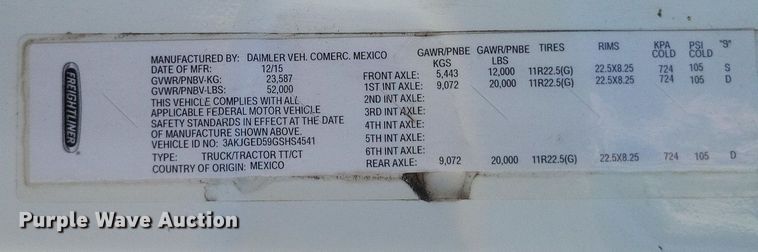 FREIGHTLINER
MANUFACTURED BY: DAIMLER VEH. COMERC. MEXICO
DATE OF MFR: 12/15
GVWR/PNBV-KG: 23,587
GVWR/PNBV-LBS: 52,000
THIS VEHICLE COMPLIES WITH ALL
APPLICABLE FEDERAL MOTOR VEHICLE
SAFETY STANDARDS IN EFFECT AT THE DATE
OF MANUFACTURE SHOWN ABOVE.
VEHICLE ID NO: 3AKJGED59GSHS4541
TYPE: TRUCK/TRACTOR TT/CT
COUNTRY OF ORIGIN: MEXICO
GAWR/PNBE GAWR/PNBE TIRES RIMS KPA PSI "S"
KGS LBS COLD COLD
FRONT AXLE: 5,443 12,000 11R22.5(G) 22.5X8.25 724 105 S
1ST INT AXLE: 9,072 20,000 11R22.5(G) 22.5X8.25 724 105 D
2ND INT AXLE:
3RD INT AXLE:
4TH INT AXLE:
5TH INT AXLE:
6TH INT AXLE:
REAR AXLE: 9,072 20,000 11R22.5(G) 22.5X8.25 724 105 D
Purple Wave Auction